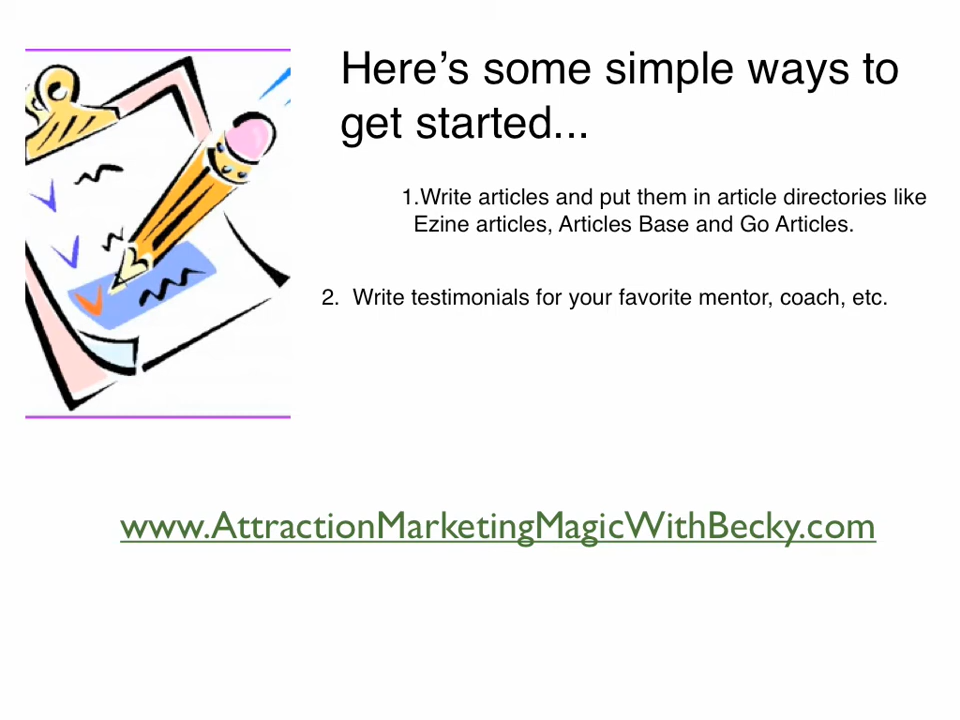 Here's some simple ways to
get started...
1.Write articles and put them in article directories like
Ezine articles, Articles Base and Go Articles.
2. Write testimonials for your favorite mentor, coach, etc.
www.AttractionMarketingMagicWithBecky.com